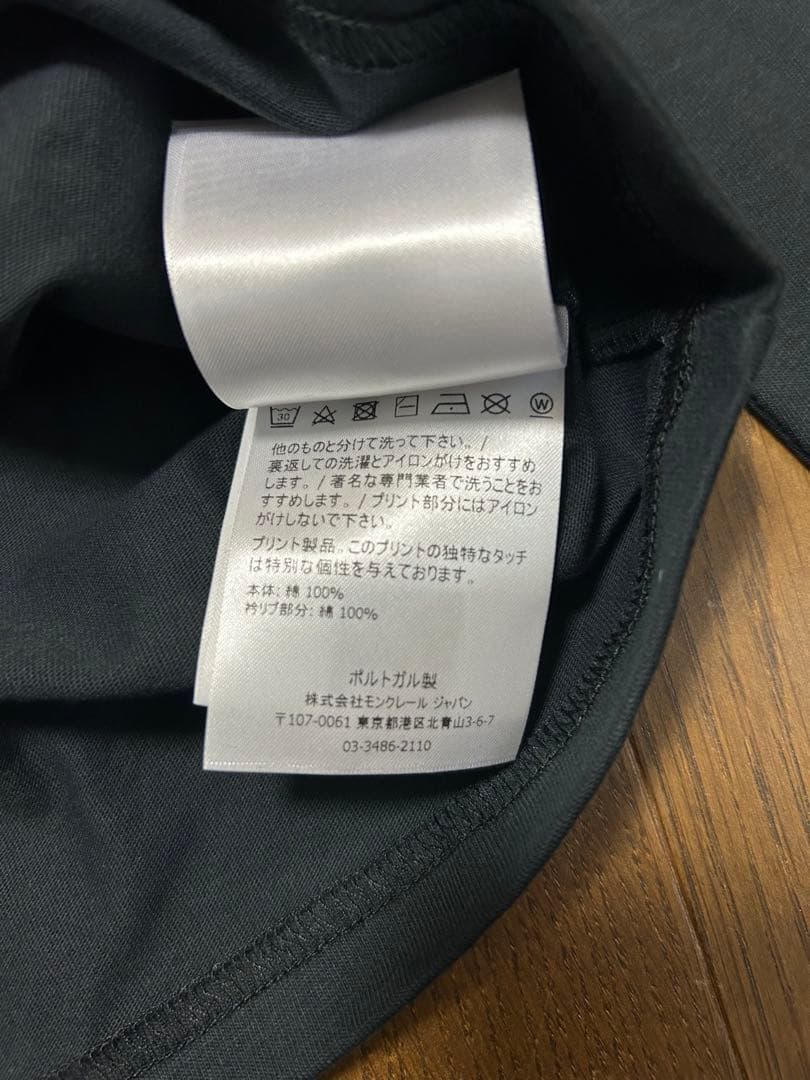 30
W
他のものと分けて洗って下さい。/
裏返しての洗濯とアイロンがけをおすすめ
します。/ 著名な専門業者で洗うことをお
すすめします。/ プリント部分にはアイロン
がけしないで下さい。
プリント製品。このプリントの独特なタッチ
は特別な個性を与えております。
本体: 綿 100%
衿リブ部分: 綿 100%
ポルトガル製
株式会社モンクレール ジャパン
〒107-0061 東京都港区北青山3-6-7
03-3486-2110